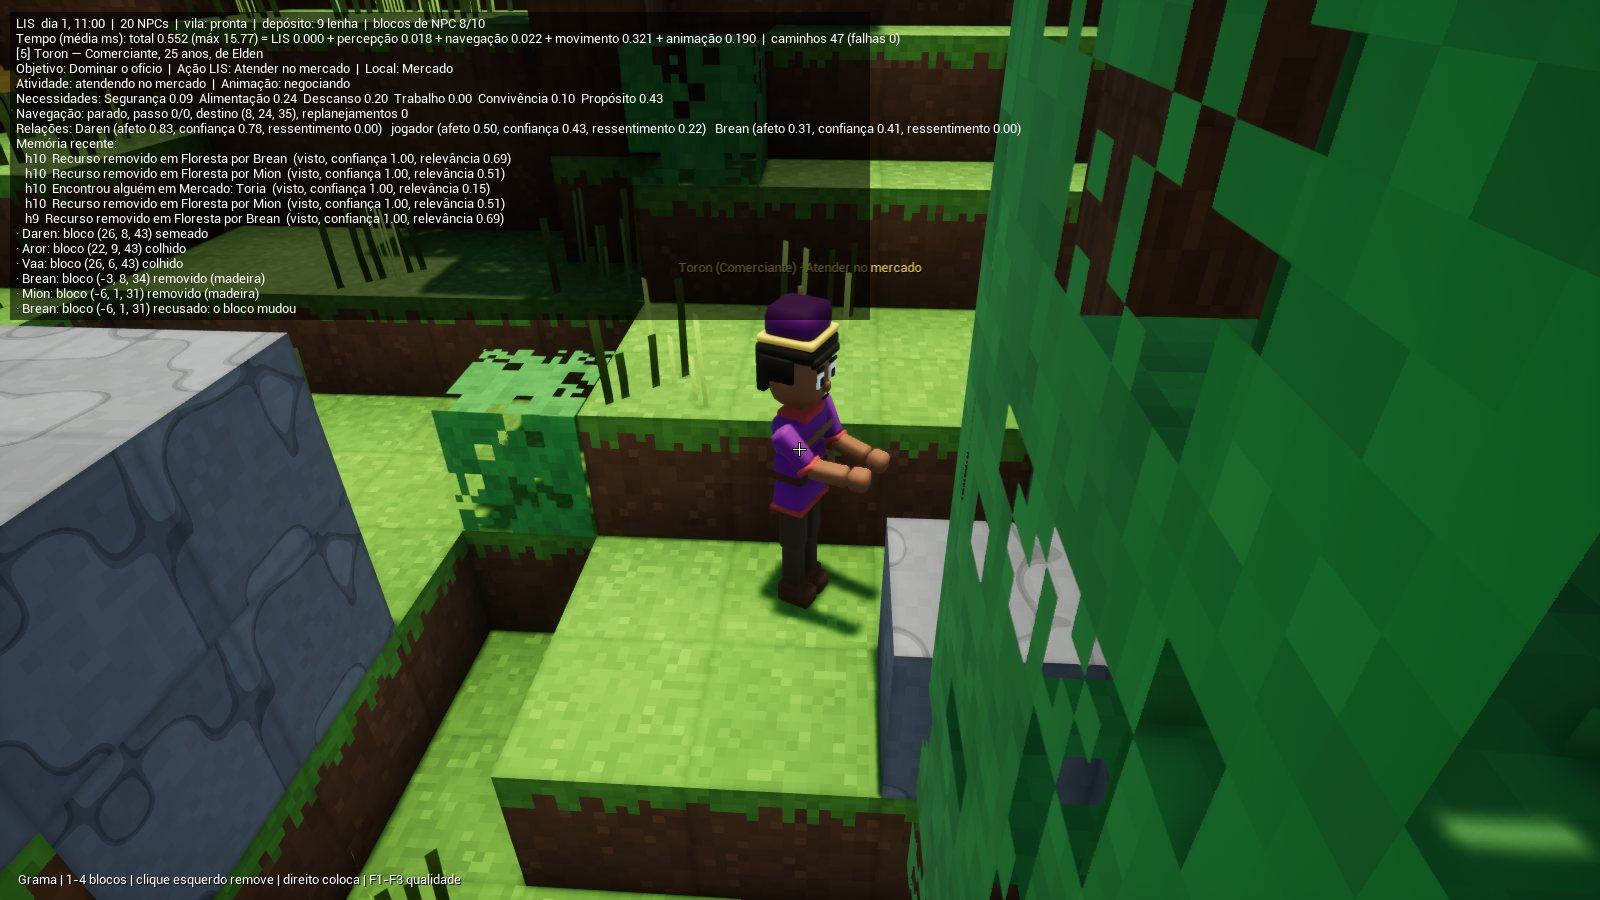 LIS  dia 1, 11:00  |  20 NPCs  |  vila: pronta  |  depósito: 9 lenha  |  blocos de NPC 8/10
Tempo (média ms): total 0.552 (máx 15.77) = LIS 0.000 + percepção 0.018 + navegação 0.022 + movimento 0.321 + animação 0.190  |  caminhos 47 (falhas 0)
[5] Toron — Comerciante, 25 anos, de Elden
Objetivo: Dominar o ofício  |  Ação LIS: Atender no mercado  |  Local: Mercado
Atividade: atendendo no mercado  |  Animação: negociando
Necessidades: Segurança 0.09  Alimentação 0.24  Descanso 0.20  Trabalho 0.00  Convivência 0.10  Propósito 0.43
Navegação: parado, passo 0/0, destino (8, 24, 35), replanejamentos 0
Relações: Daren (afeto 0.83, confiança 0.78, ressentimento 0.00)  jogador (afeto 0.50, confiança 0.43, ressentimento 0.22)  Brean (afeto 0.31, confiança 0.41, ressentimento 0.00)
Memória recente:
h10  Recurso removido em Floresta por Brean  (visto, confiança 1.00, relevância 0.69)
h10  Recurso removido em Floresta por Mion  (visto, confiança 1.00, relevância 0.51)
h10  Encontrou alguém em Mercado: Toria  (visto, confiança 1.00, relevância 0.15)
h10  Recurso removido em Floresta por Mion  (visto, confiança 1.00, relevância 0.51)
h9  Recurso removido em Floresta por Brean  (visto, confiança 1.00, relevância 0.69)
· Daren: bloco (26, 8, 43) semeado
· Aror: bloco (22, 9, 43) colhido
· Vaa: bloco (26, 6, 43) colhido
· Brean: bloco (-3, 8, 34) removido (madeira)
· Mion: bloco (-6, 1, 31) removido (madeira)
· Brean: bloco (-6, 1, 31) recusado: o bloco mudou
Toron (Comerciante) · Atender no mercado
Grama | 1-4 blocos | clique esquerdo remove | direito coloca | F1-F3 qualidade